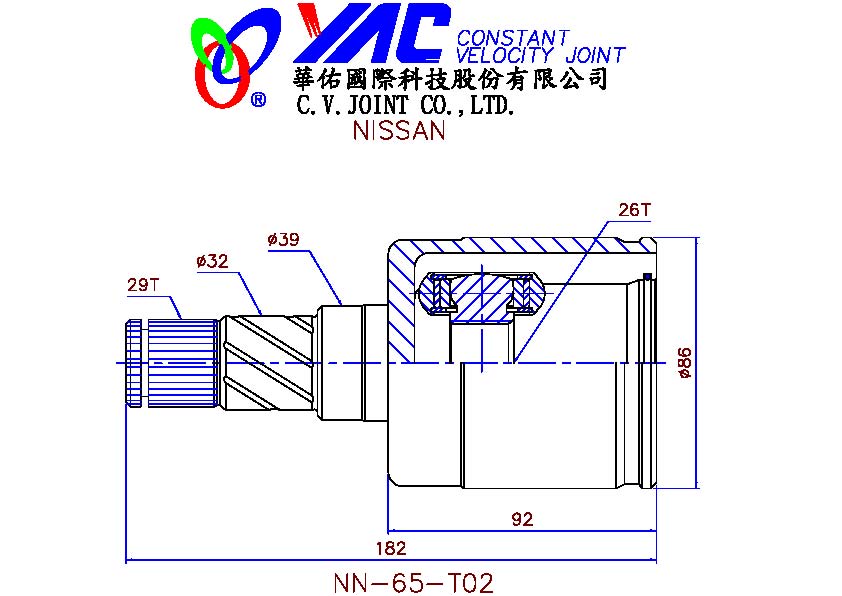 YAC CONSTANT
VELOCITY JOINT
®
華佑國際科技股份有限公司
C.V.JOINT CO.,LTD.
NISSAN
26T
ø39
ø32
29T
ø86
92
182
NN-65-T02